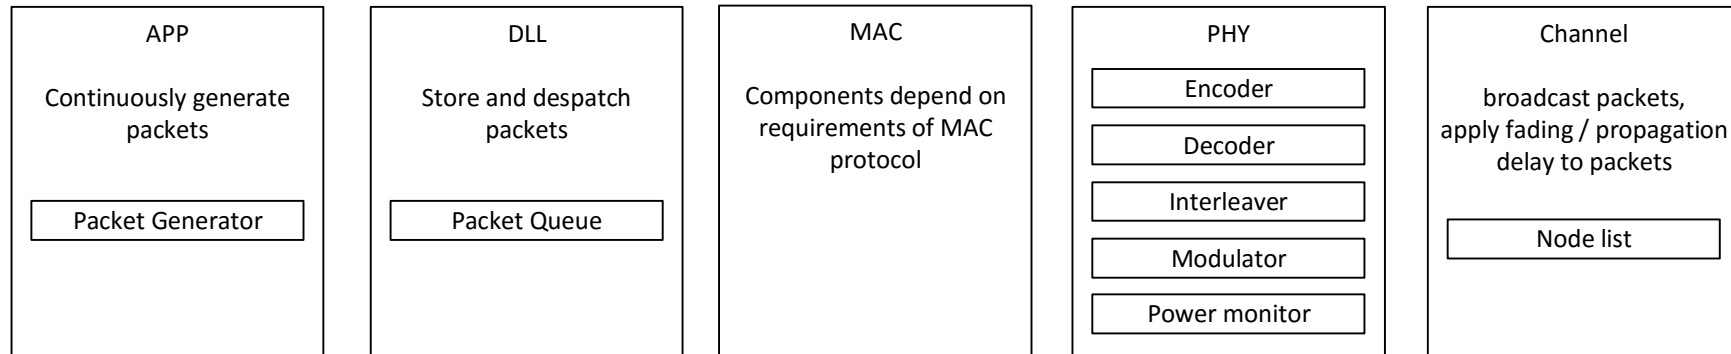 APP
Continuously generate
packets
Packet Generator
DLL
Store and despatch
packets
Packet Queue
MAC
Components depend on
requirements of MAC
protocol
PHY
Encoder
Decoder
Interleaver
Modulator
Power monitor
Channel
broadcast packets,
apply fading / propagation
delay to packets
Node list